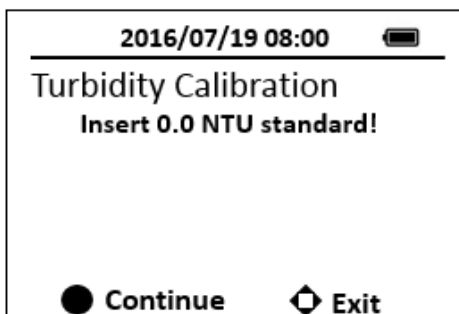 2016/07/19 08:00
Turbidity Calibration
Insert 0.0 NTU standard!
Continue Exit